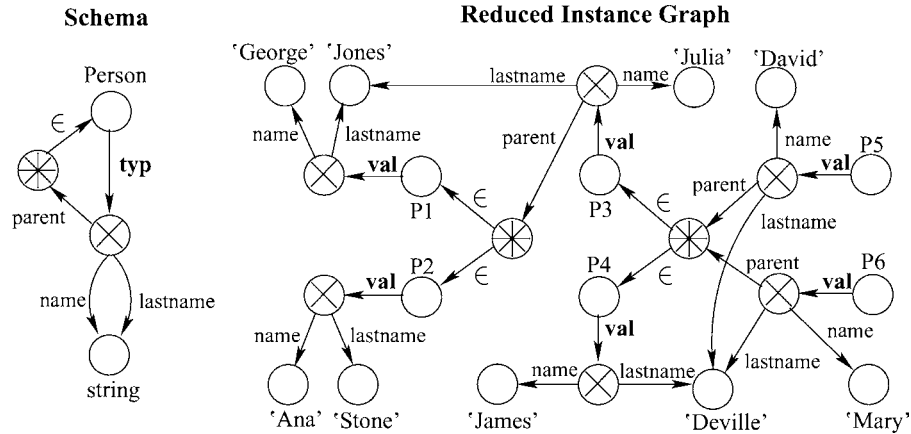 Schema
Reduced Instance Graph
Person
∈
typ
parent
name
lastname
string
'George'
'Jones'
name
lastname
val
P1
∈
∈
P2
val
name
lastname
'Ana'
'Stone'
lastname
name
'Julia'
parent
val
P3
∈
∈
P4
val
name
lastname
'James'
'Deville'
'David'
name
val
P5
parent
lastname
parent
P6
val
name
lastname
'Mary'